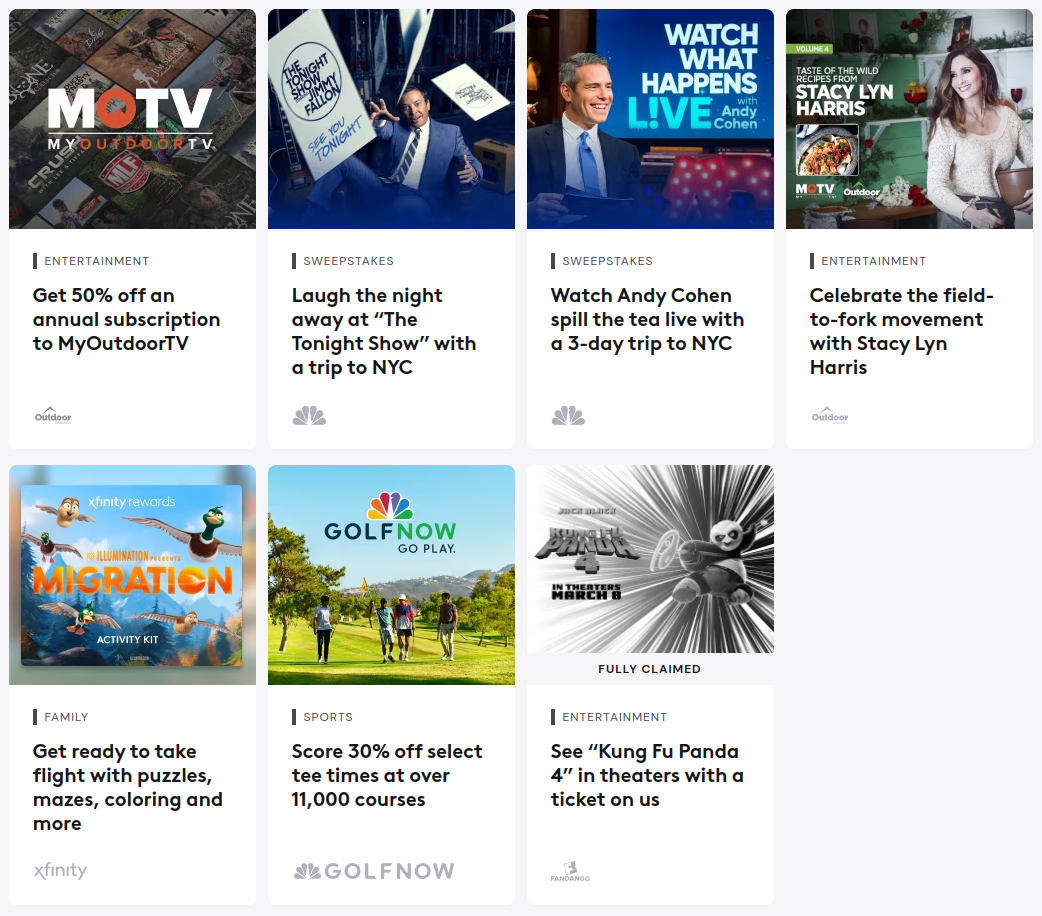 MOTV
MYOUTDOORTV
MLF
ENTERTAINMENT
Get 50% off an
annual subscription
to MyOutdoorTV
Outdoor
THE
TONIGHT
SHOW
JIMMY
FALLON
SEE YOU
TONIGHT
SWEEPSTAKES
Laugh the night
away at “The
Tonight Show” with
a trip to NYC
WATCH
WHAT
HAPPENS
L!VE with
Andy
Cohen
SWEEPSTAKES
Watch Andy Cohen
spill the tea live with
a 3-day trip to NYC
VOLUME 4
TASTE OF THE WILD
RECIPES FROM
STACY LYN
HARRIS
MOTV
Outdoor
ENTERTAINMENT
Celebrate the field-
to-fork movement
with Stacy Lyn
Harris
Outdoor
xfinity rewards
ILLUMINATION PRESENTS
MIGRATION
ACTIVITY KIT
FAMILY
Get ready to take
flight with puzzles,
mazes, coloring and
more
xfinity
GOLFNOW
GO PLAY.
SPORTS
Score 30% off select
tee times at over
11,000 courses
GOLFNOW
JACK BLACK
KUNG FU
PANDA
4
IN THEATERS
MARCH 8
FULLY CLAIMED
ENTERTAINMENT
See “Kung Fu Panda
4” in theaters with a
ticket on us
FANDANGO